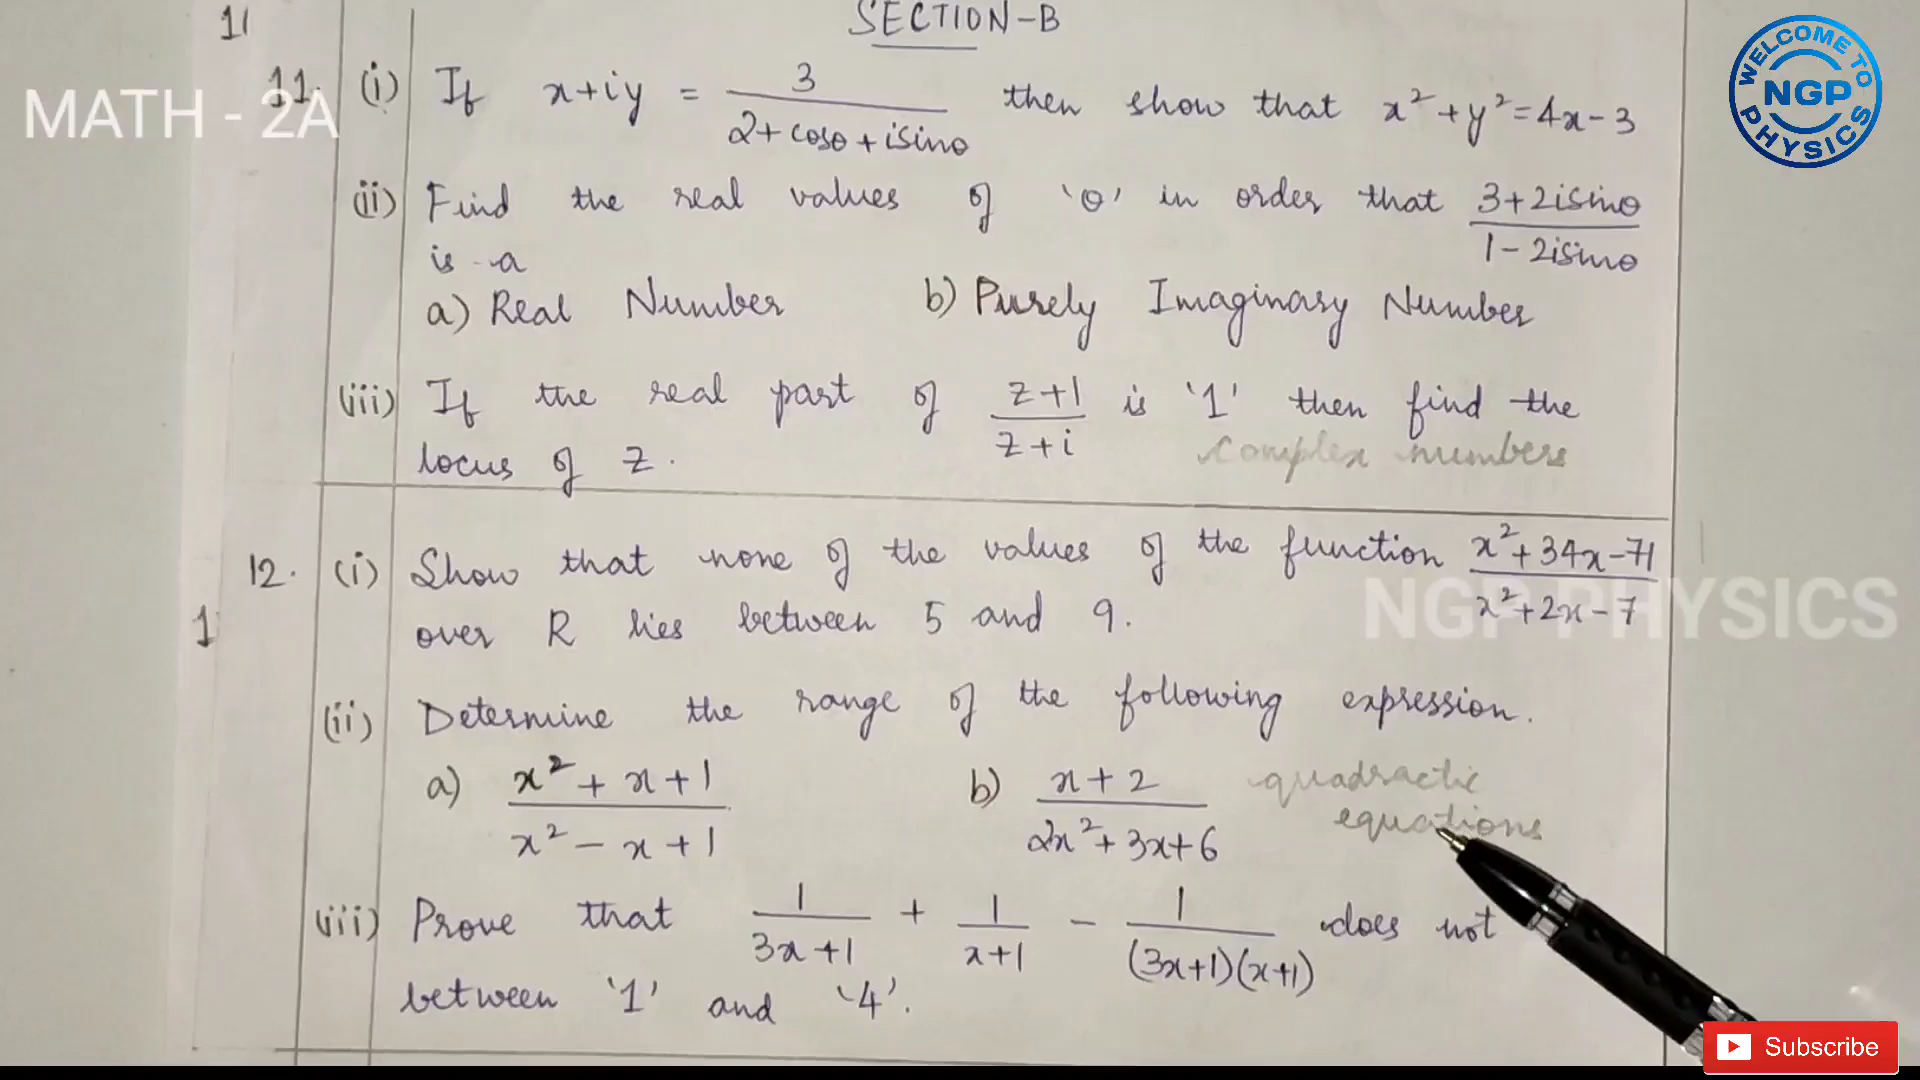 SECTION-B
11
MATH - 2A
WELCOME TO NGP PHYSICS
11. (i) If x+iy = 3/(2+cosθ+isinθ) then show that x²+y²=4x-3
(ii) Find the real values of 'θ' in order that (3+2isinθ)/(1-2isinθ)
is a
a) Real Number b) Purely Imaginary Number
(iii) If the real part of (z+1)/(z+i) is '1' then find the
locus of z.
complex numbers
12. (i) Show that none of the values of the function (x²+34x-71)/(x²+2x-7)
NGP PHYSICS
1
over R lies between 5 and 9.
(ii) Determine the range of the following expression.
a) (x²+x+1)/(x²-x+1) b) (x+2)/(2x²+3x+6)
quadractic
equations
(iii) Prove that 1/(3x+1) + 1/(x+1) - 1/((3x+1)(x+1)) does not
between '1' and '4'.
Subscribe